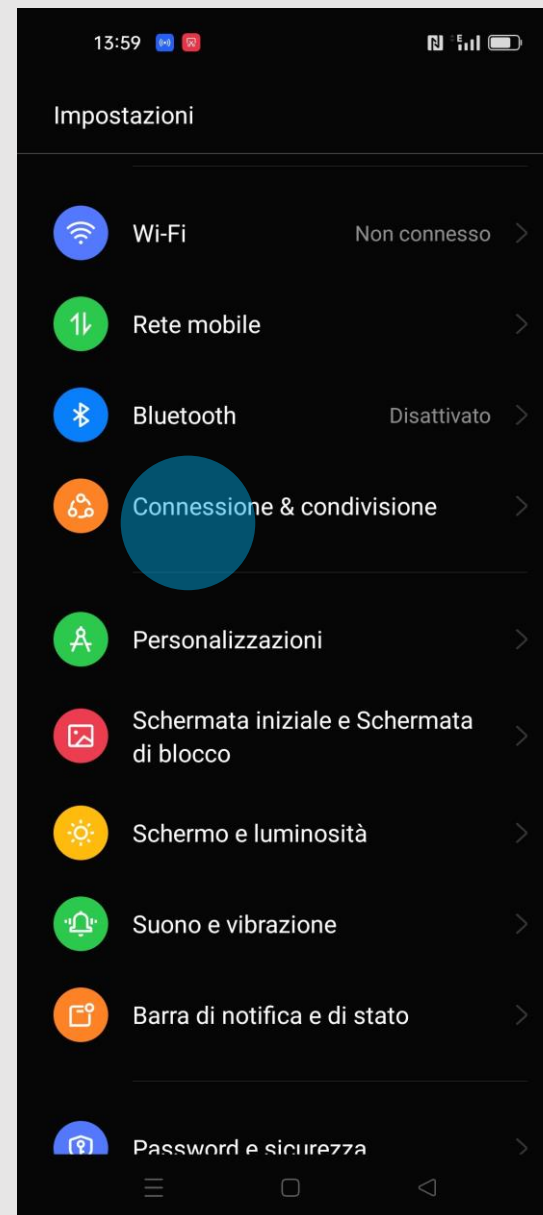 13:59
Impostazioni
Wi-Fi Non connesso
Rete mobile
Bluetooth Disattivato
Connessione & condivisione
Personalizzazioni
Schermata iniziale e Schermata
di blocco
Schermo e luminosità
Suono e vibrazione
Barra di notifica e di stato
Password e sicurezza